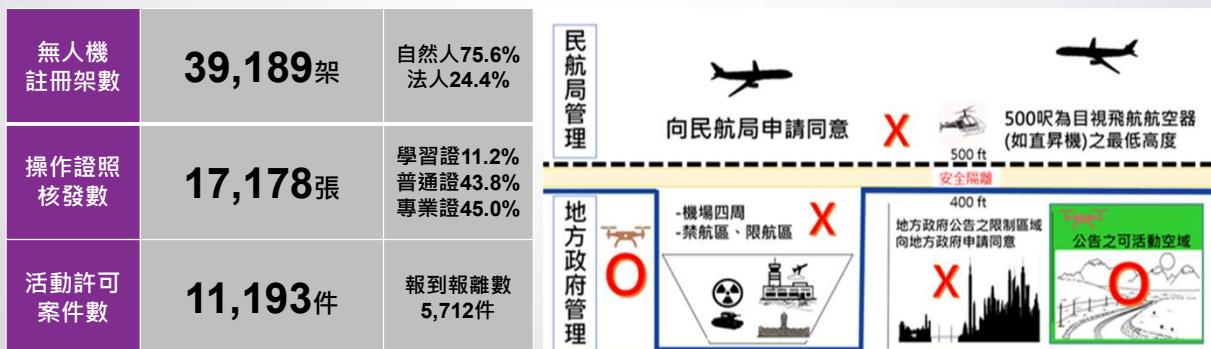 無人機
註冊架數
39,189架
自然人75.6%
法人24.4%
操作證照
核發數
17,178張
學習證11.2%
普通證43.8%
專業證45.0%
活動許可
案件數
11,193件
報到報離數
5,712件
民航局管理
向民航局申請同意
X
500 ft
500呎為目視飛航航空器
(如直昇機)之最低高度
安全隔離
400 ft
地方政府管理
O
-機場四周
-禁航區、限航區
X
地方政府公告之限制區域
向地方政府申請同意
X
公告之可活動空域
O